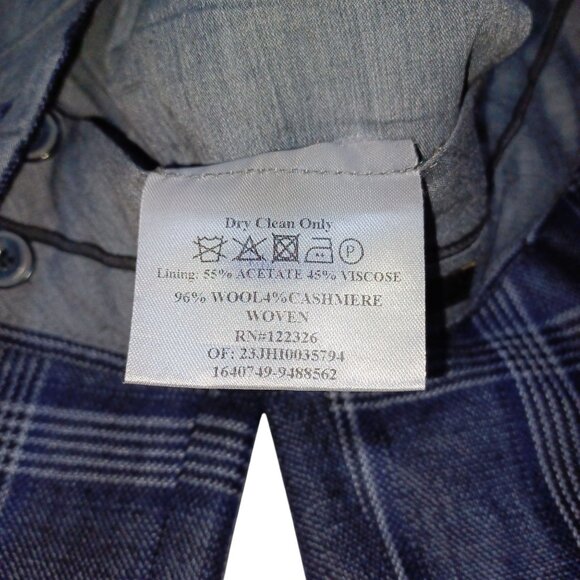 Dry Clean Only
P
Lining: 55% ACETATE 45% VISCOSE
96% WOOL4%CASHMERE
WOVEN
RN#122326
OF: 23JHI0035794
1640749-9488562